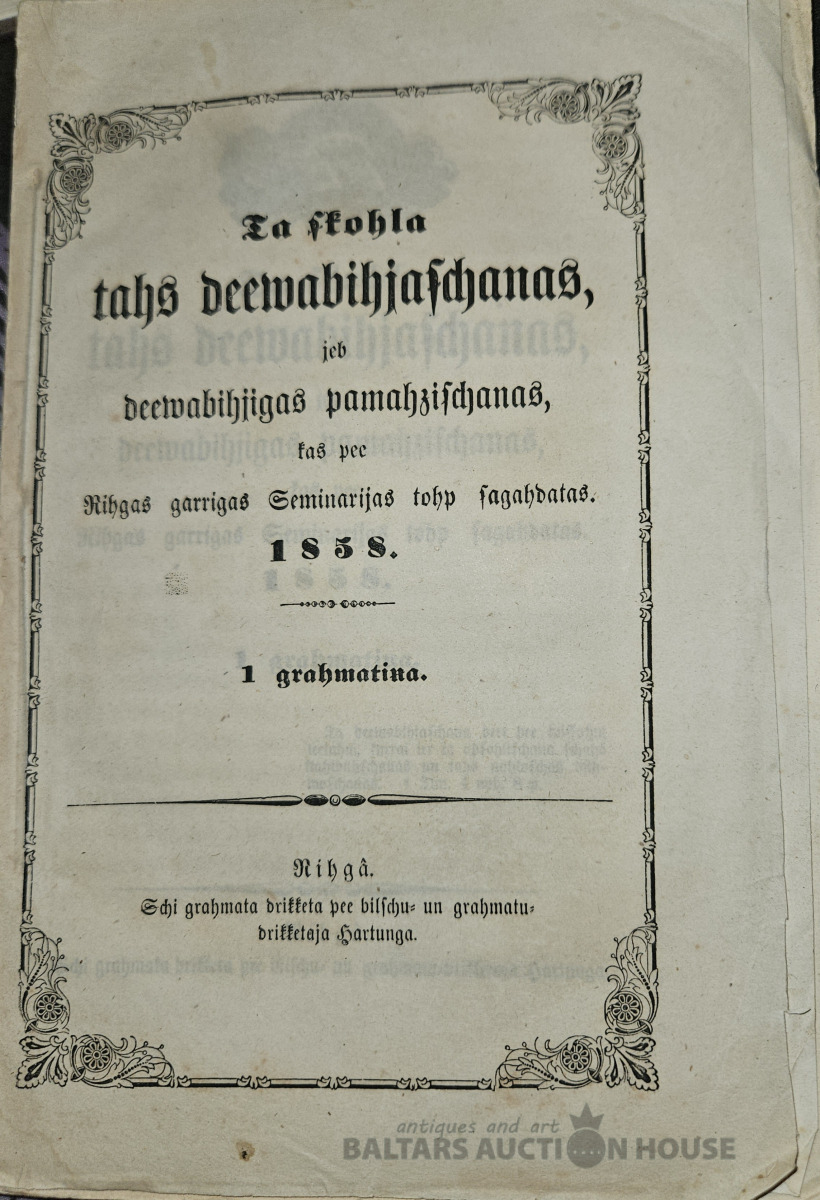 Ta ſkohla
tahs deewabihjaſchanas,
jeb
deewabihjigas pamahziſchanas,
kas pee
Rihgas garrigas Seminarijas tohp ſagahdatas.
1858.
1 grahmatina.
Rihgâ.
Schi grahmata drikketa pee bilſchu- un grahmatu-
drikketaja Hartunga.
antiques and art
BALTARS AUCTION HOUSE